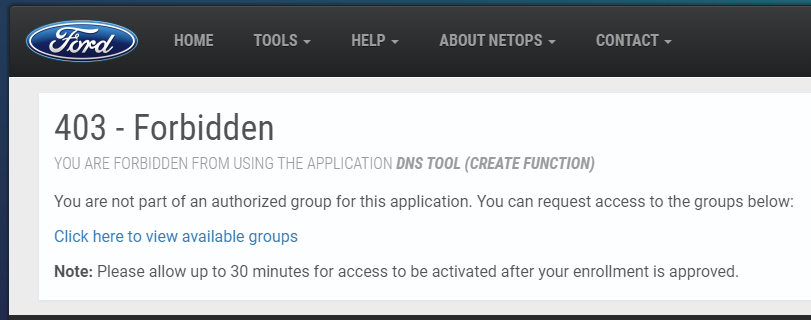 Ford HOME TOOLS HELP ABOUT NETOPS CONTACT
403 - Forbidden
YOU ARE FORBIDDEN FROM USING THE APPLICATION DNS TOOL (CREATE FUNCTION)
You are not part of an authorized group for this application. You can request access to the groups below:
Click here to view available groups
Note: Please allow up to 30 minutes for access to be activated after your enrollment is approved.